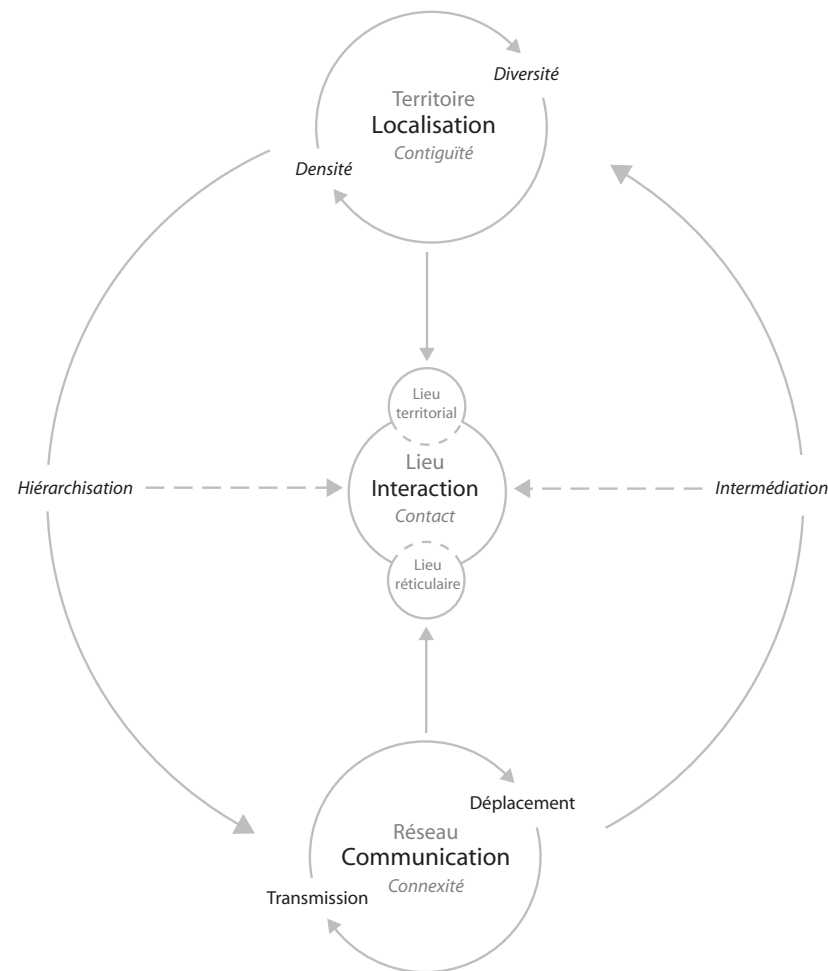 Diversité
Territoire
Localisation
Contiguïté
Densité
Lieu
territorial
Lieu
Interaction
Contact
Hiérarchisation
Intermédiation
Lieu
réticulaire
Déplacement
Réseau
Communication
Connexité
Transmission